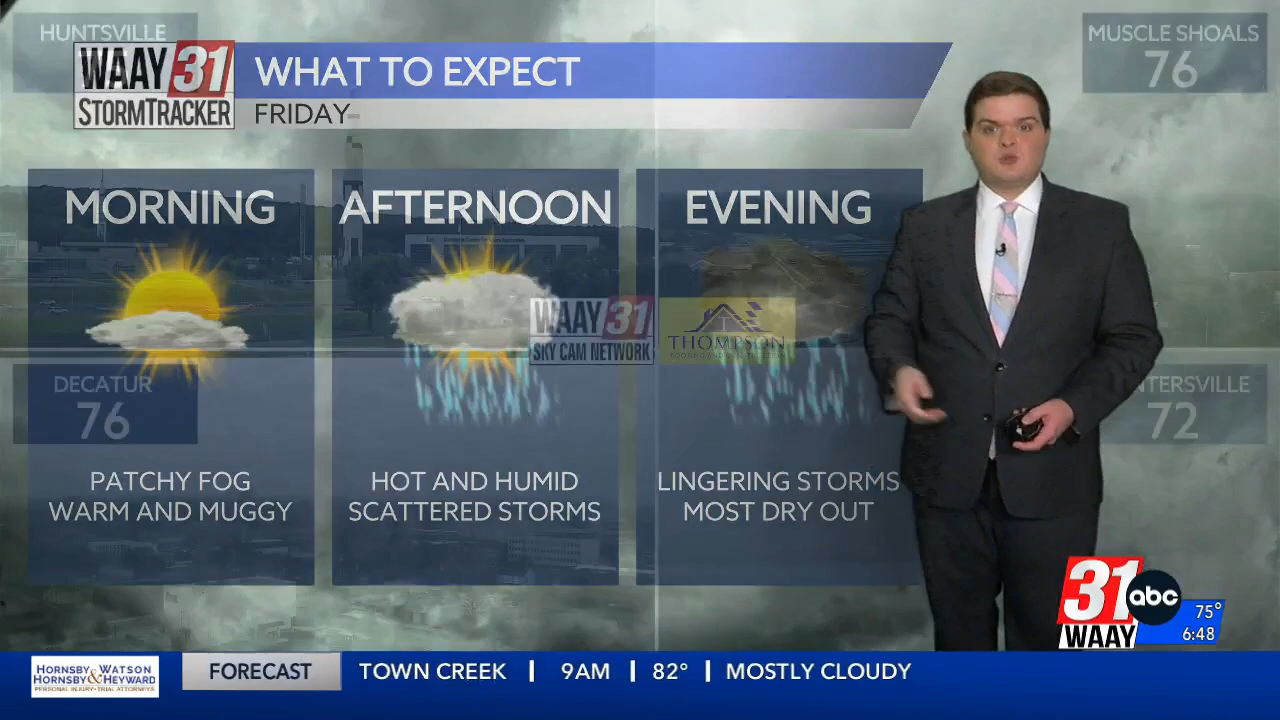 HUNTSVILLE
WAAY 31
STORMTRACKER
WHAT TO EXPECT
FRIDAY
MUSCLE SHOALS
76
MORNING
AFTERNOON
EVENING
WAAY 31
SKY CAM NETWORK
THOMPSON
DECATUR
76
NTERSVILLE
72
PATCHY FOG
WARM AND MUGGY
HOT AND HUMID
SCATTERED STORMS
LINGERING STORMS
MOST DRY OUT
31
WAAY
abc
75°
6:48
HORNSBY WATSON
HORNSBY & HEYWARD
PERSONAL INJURY • TRIAL ATTORNEYS
FORECAST
TOWN CREEK | 9AM | 82° | MOSTLY CLOUDY